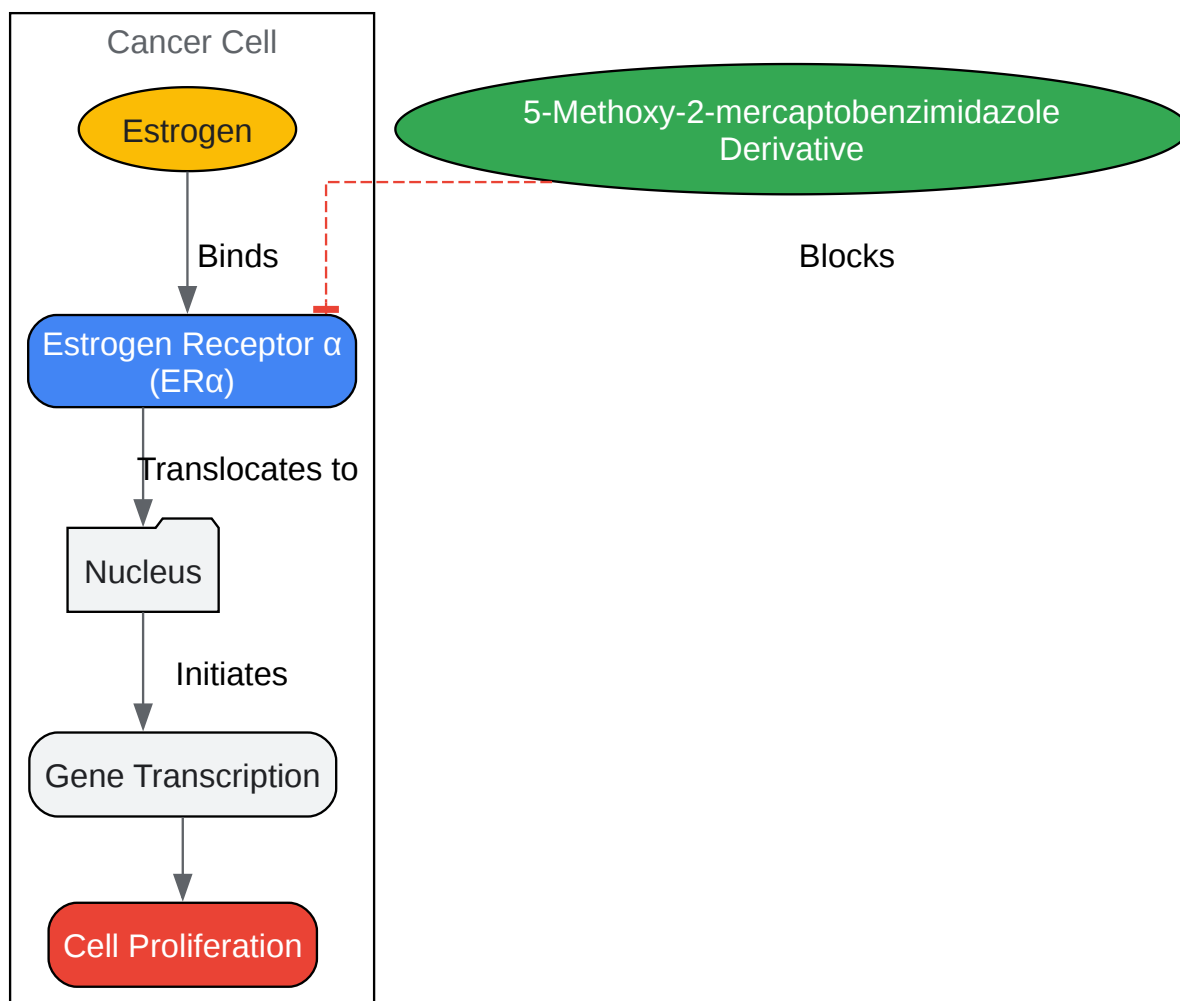 Cancer Cell
Estrogen
5-Methoxy-2-mercaptobenzimidazole
Derivative
Binds
Blocks
Estrogen Receptor α
(ERα)
Translocates to
Nucleus
Initiates
Gene Transcription
Cell Proliferation